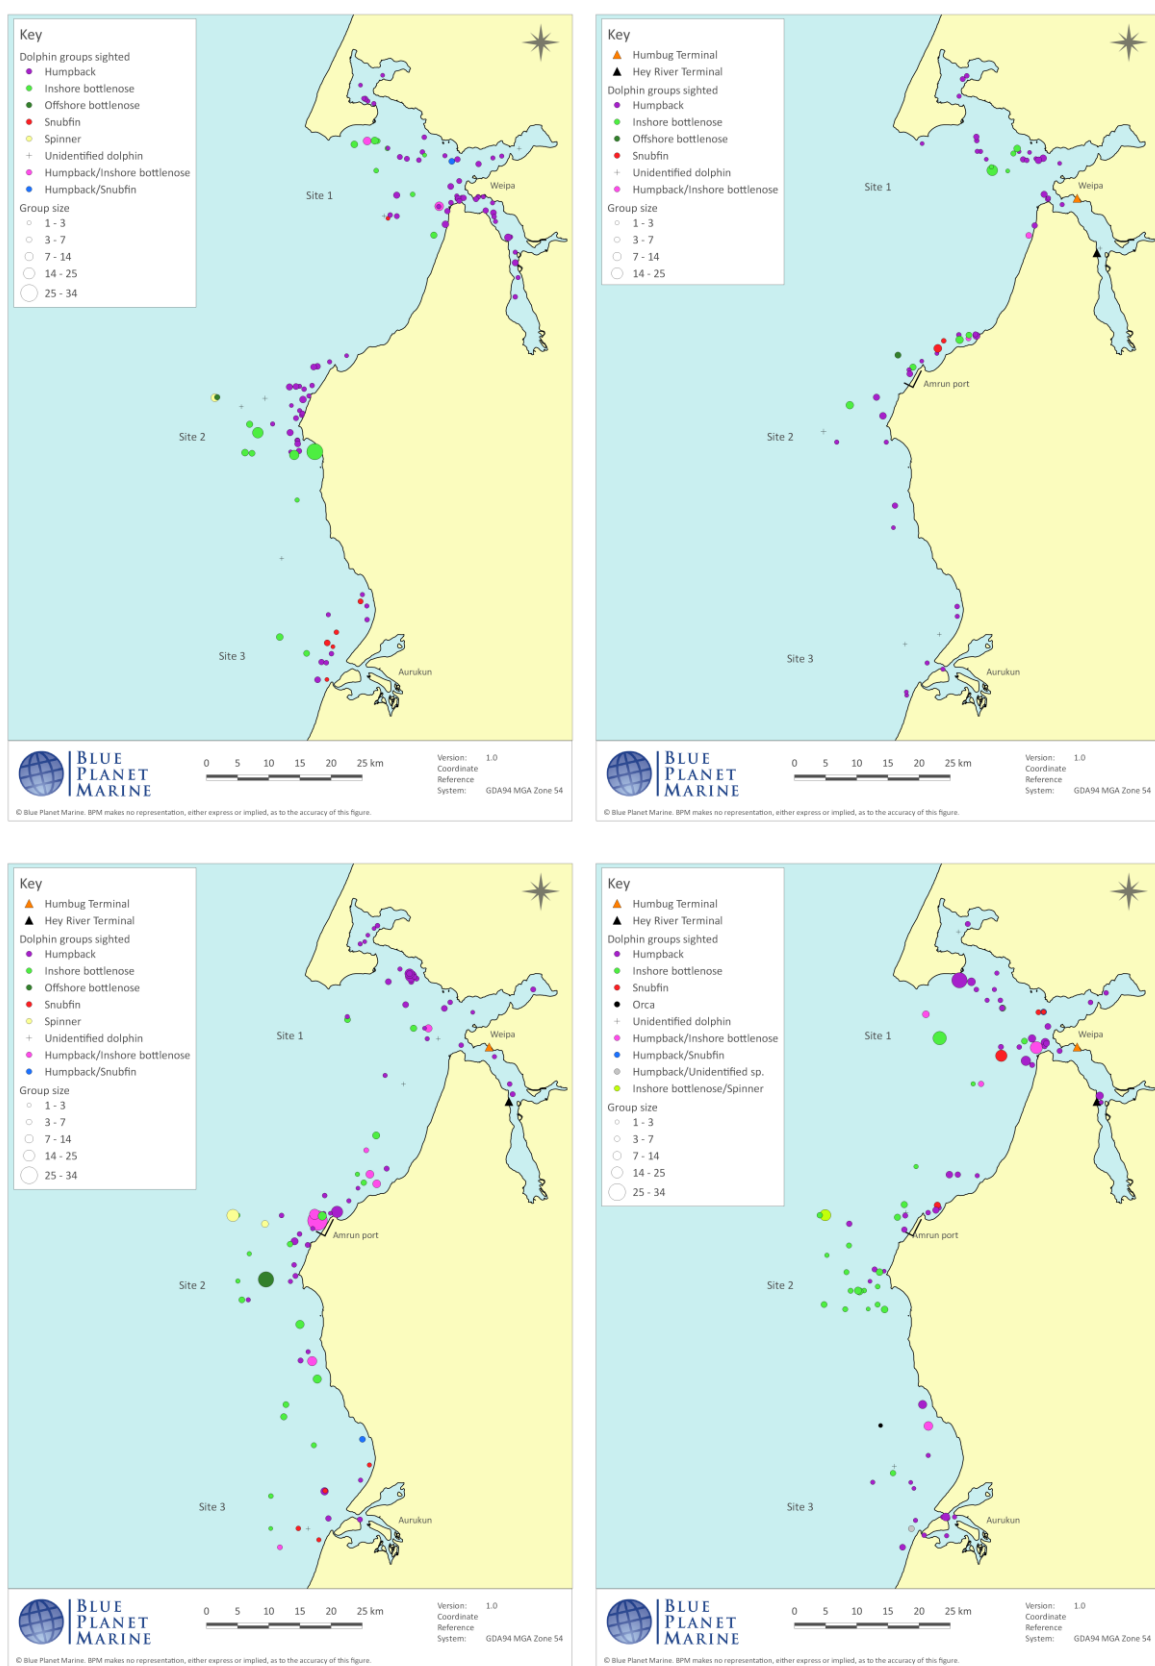 Key
Dolphin groups sighted
Humpback
Inshore bottlenose
Offshore bottlenose
Snubfin
Spinner
Unidentified dolphin
Humpback/Inshore bottlenose
Humpback/Snubfin
Group size
1 - 3
3 - 7
7 - 14
14 - 25
25 - 34
Site 1
Weipa
Site 2
Site 3
Aurukun
BLUE
PLANET
MARINE
0 5 10 15 20 25 km
Version: 1.0
Coordinate
Reference
System: GDA94 MGA Zone 54
© Blue Planet Marine. BPM makes no representation, either express or implied, as to the accuracy of this figure.
Key
Humbug Terminal
Hey River Terminal
Dolphin groups sighted
Humpback
Inshore bottlenose
Offshore bottlenose
Snubfin
Unidentified dolphin
Humpback/Inshore bottlenose
Group size
1 - 3
3 - 7
7 - 14
14 - 25
Site 1
Weipa
Amrun port
Site 2
Site 3
Aurukun
BLUE
PLANET
MARINE
0 5 10 15 20 25 km
Version: 1.0
Coordinate
Reference
System: GDA94 MGA Zone 54
© Blue Planet Marine. BPM makes no representation, either express or implied, as to the accuracy of this figure.
Key
Humbug Terminal
Hey River Terminal
Dolphin groups sighted
Humpback
Inshore bottlenose
Offshore bottlenose
Snubfin
Spinner
Unidentified dolphin
Humpback/Inshore bottlenose
Humpback/Snubfin
Group size
1 - 3
3 - 7
7 - 14
14 - 25
25 - 34
Site 1
Weipa
Amrun port
Site 2
Site 3
Aurukun
BLUE
PLANET
MARINE
0 5 10 15 20 25 km
Version: 1.0
Coordinate
Reference
System: GDA94 MGA Zone 54
© Blue Planet Marine. BPM makes no representation, either express or implied, as to the accuracy of this figure.
Key
Humbug Terminal
Hey River Terminal
Dolphin groups sighted
Humpback
Inshore bottlenose
Snubfin
Orca
Unidentified dolphin
Humpback/Inshore bottlenose
Humpback/Snubfin
Humpback/Unidentified sp.
Inshore bottlenose/Spinner
Group size
1 - 3
3 - 7
7 - 14
14 - 25
25 - 34
Site 1
Weipa
Amrun port
Site 2
Site 3
Aurukun
BLUE
PLANET
MARINE
0 5 10 15 20 25 km
Version: 1.0
Coordinate
Reference
System: GDA94 MGA Zone 54
© Blue Planet Marine. BPM makes no representation, either express or implied, as to the accuracy of this figure.